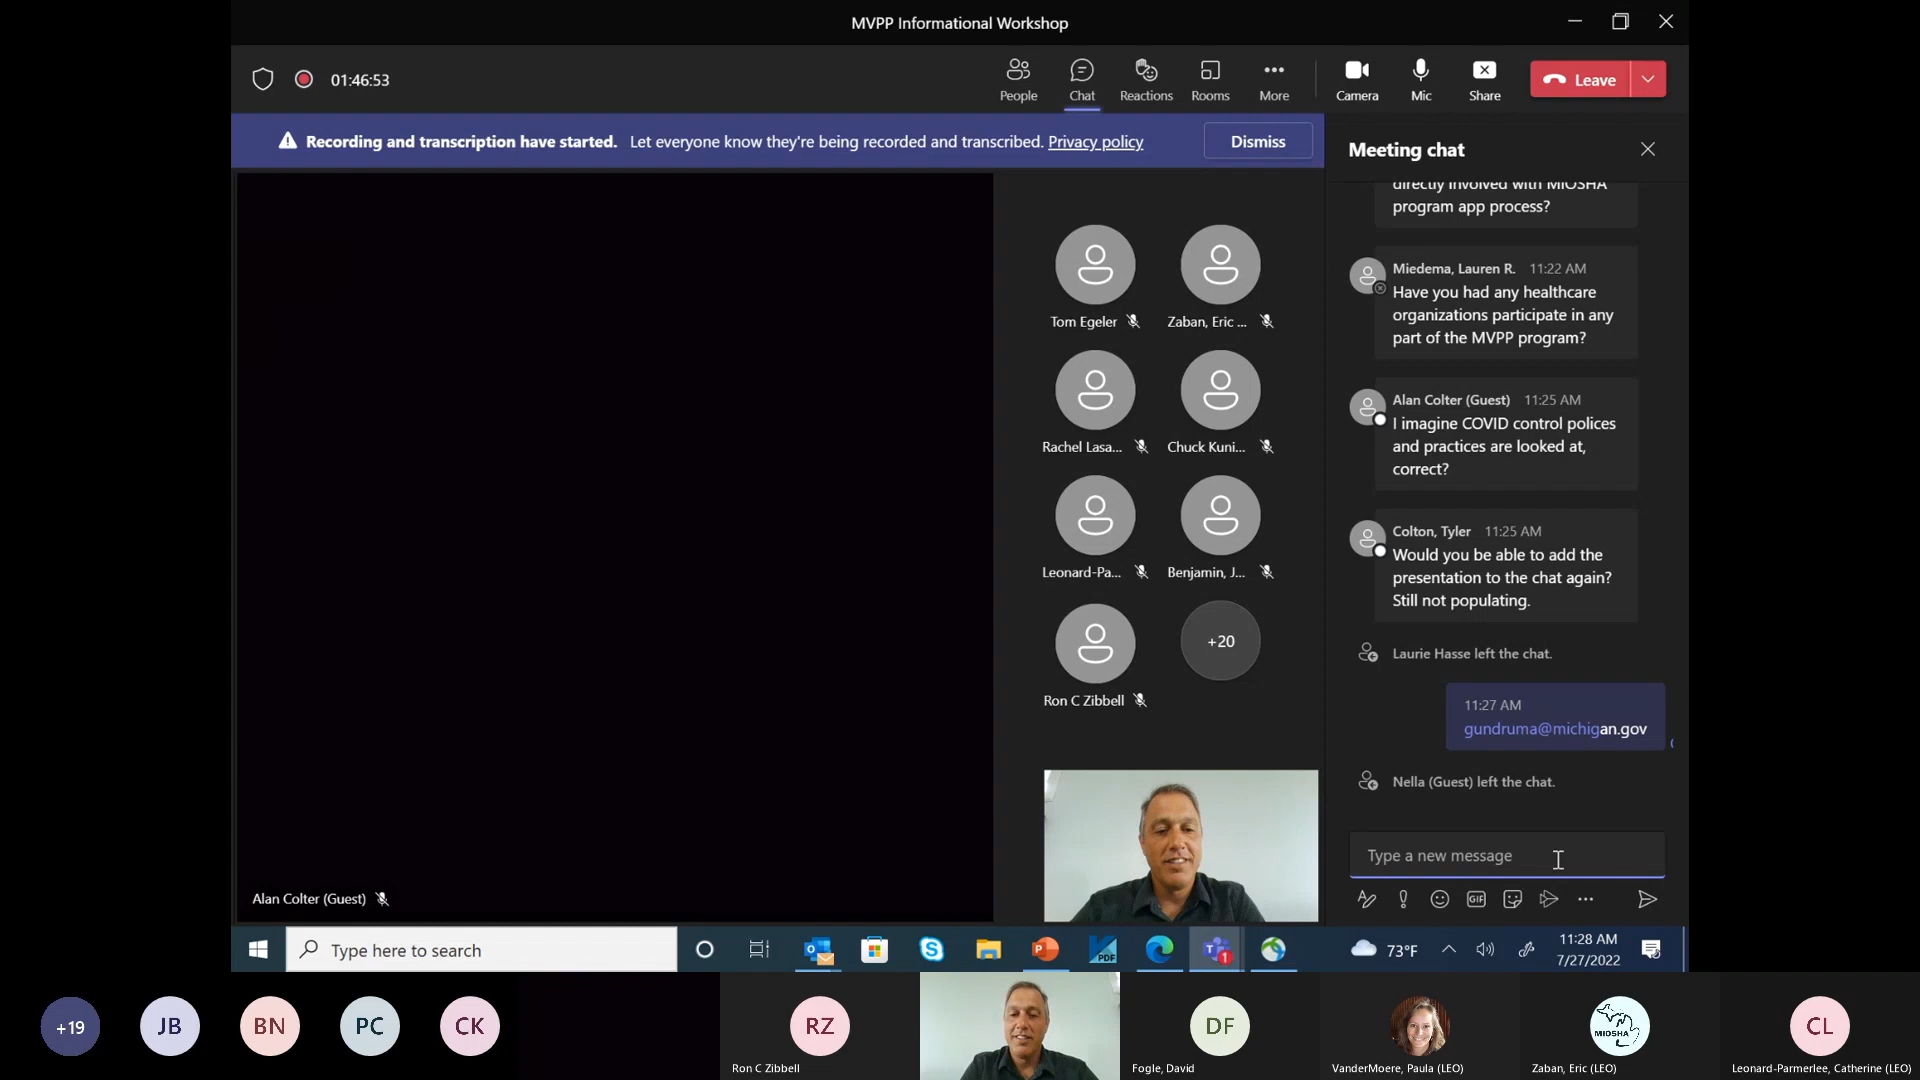 MVPP Informational Workshop
01:46:53
People
Chat
Reactions
Rooms
More
Camera
Mic
Share
Leave
Recording and transcription have started. Let everyone know they're being recorded and transcribed. Privacy policy
Dismiss
Meeting chat
directly involved with MIOSHA
program app process?
Miedema, Lauren R. 11:22 AM
Have you had any healthcare
organizations participate in any
part of the MVPP program?
Alan Colter (Guest) 11:25 AM
I imagine COVID control polices
and practices are looked at,
correct?
Colton, Tyler 11:25 AM
Would you be able to add the
presentation to the chat again?
Still not populating.
Laurie Hasse left the chat.
11:27 AM
gundruma@michigan.gov
Nella (Guest) left the chat.
Type a new message
GIF
Tom Egeler
Zaban, Eric ...
Rachel Lasa...
Chuck Kuni...
Leonard-Pa...
Benjamin, J...
Ron C Zibbell
+20
Alan Colter (Guest)
Type here to search
PDF
1
73°F
11:28 AM
7/27/2022
+19
JB
BN
PC
CK
RZ
Ron C Zibbell
DF
Fogle, David
VanderMoere, Paula (LEO)
MIOSHA
Zaban, Eric (LEO)
CL
Leonard-Parmerlee, Catherine (LEO)